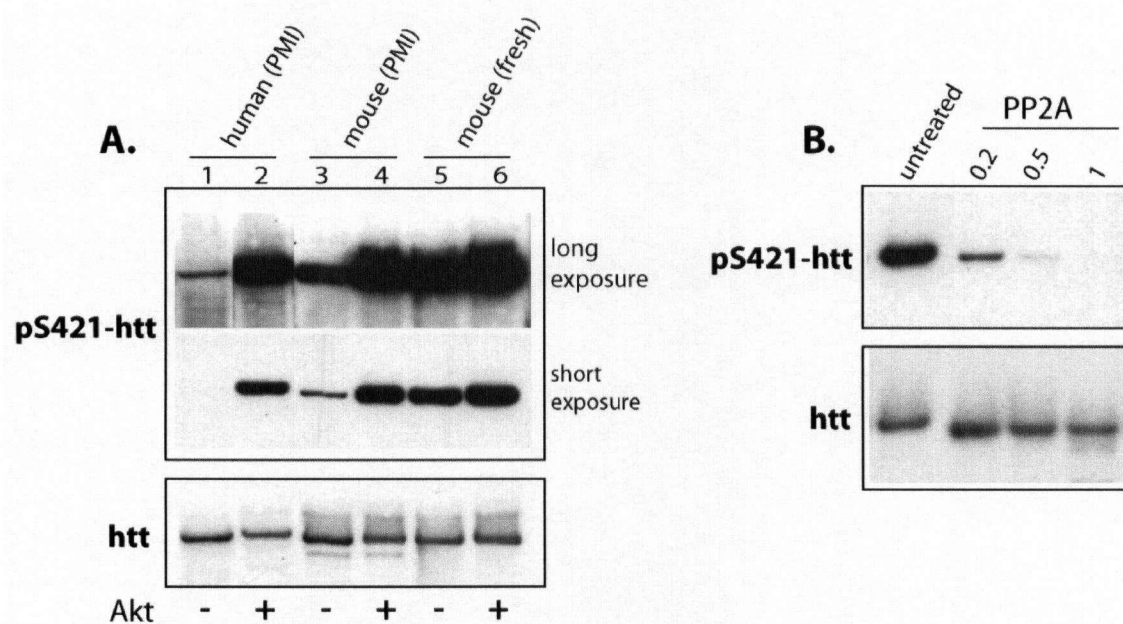 A.
human (PMI)
mouse (PMI)
mouse (fresh)
1 2 3 4 5 6
pS421-htt
long
exposure
short
exposure
htt
Akt - + - + - +
B.
untreated
PP2A
0.2 0.5 1
pS421-htt
htt